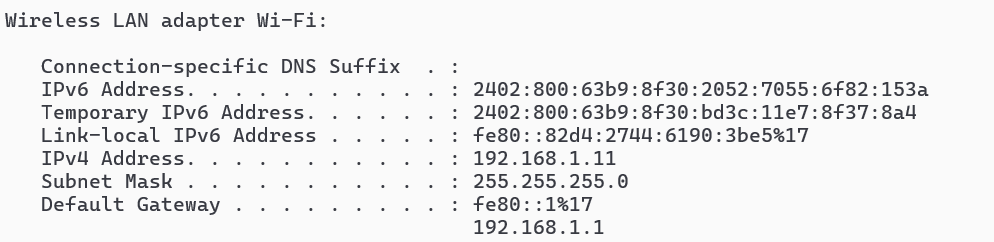 Wireless LAN adapter Wi-Fi:
Connection-specific DNS Suffix  . :
IPv6 Address. . . . . . . . . . . : 2402:800:63b9:8f30:2052:7055:6f82:153a
Temporary IPv6 Address. . . . . . : 2402:800:63b9:8f30:bd3c:11e7:8f37:8a4
Link-local IPv6 Address . . . . . : fe80::82d4:2744:6190:3be5%17
IPv4 Address. . . . . . . . . . . : 192.168.1.11
Subnet Mask . . . . . . . . . . . : 255.255.255.0
Default Gateway . . . . . . . . . : fe80::1%17
192.168.1.1